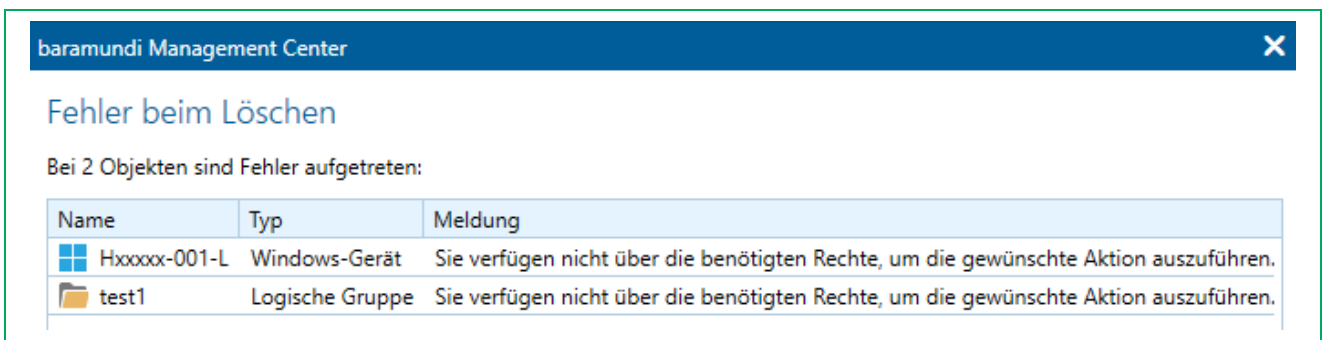 baramundi Management Center
Fehler beim Löschen
Bei 2 Objekten sind Fehler aufgetreten:
Name Typ Meldung
Hxxxxx-001-L Windows-Gerät Sie verfügen nicht über die benötigten Rechte, um die gewünschte Aktion auszuführen.
test1 Logische Gruppe Sie verfügen nicht über die benötigten Rechte, um die gewünschte Aktion auszuführen.